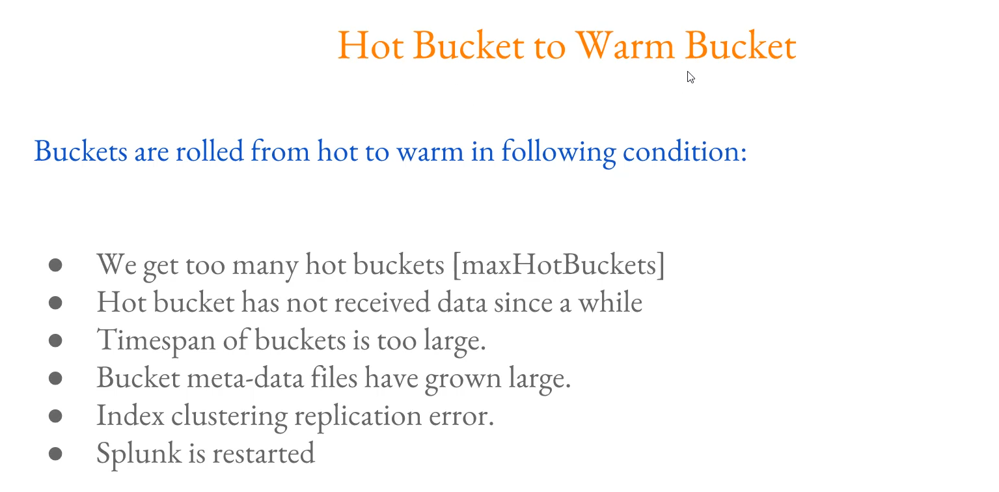 Hot Bucket to Warm Bucket
Buckets are rolled from hot to warm in following condition:
● We get too many hot buckets [maxHotBuckets]
● Hot bucket has not received data since a while
● Timespan of buckets is too large.
● Bucket meta-data files have grown large.
● Index clustering replication error.
● Splunk is restarted